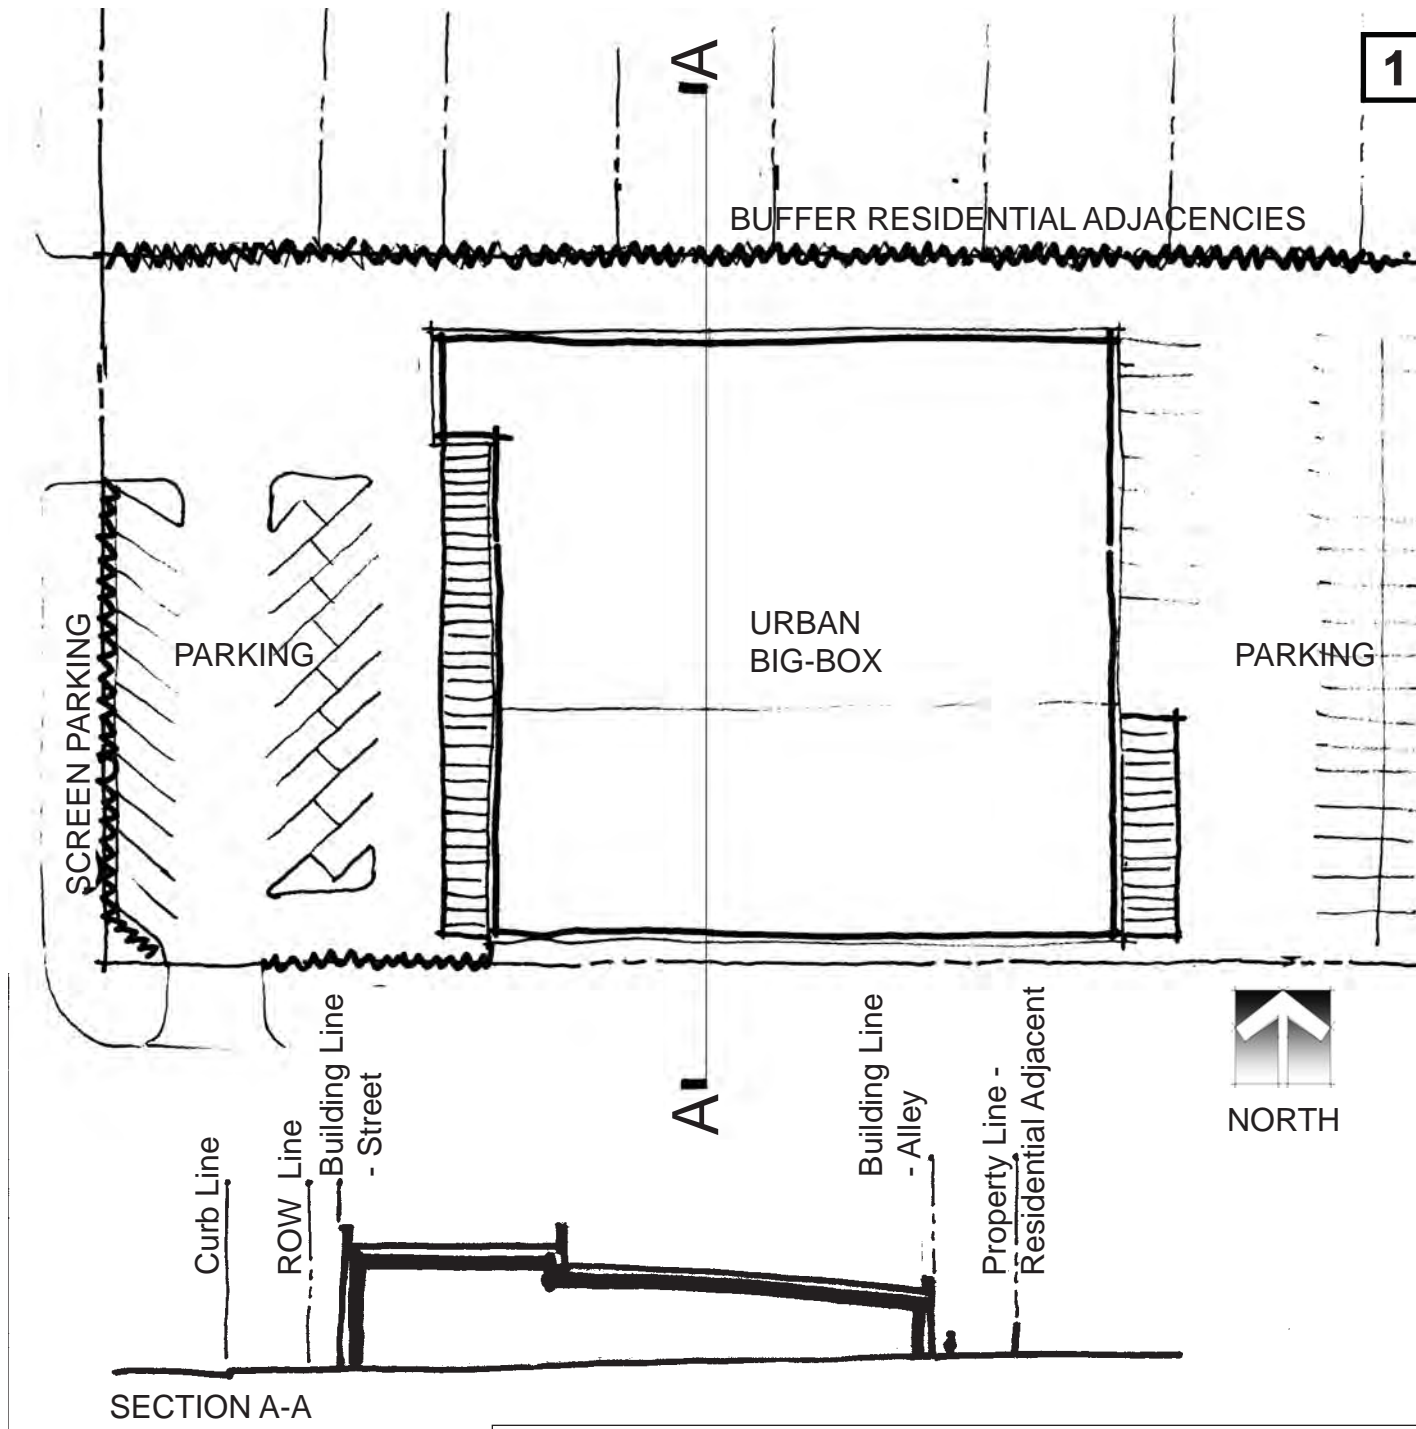 A
1
BUFFER RESIDENTIAL ADJACENCIES
URBAN
BIG-BOX
PARKING
PARKING
SCREEN PARKING
A
NORTH
Curb Line
ROW Line
Building Line
- Street
Building Line
- Alley
Property Line -
Residential Adjacent
SECTION A-A